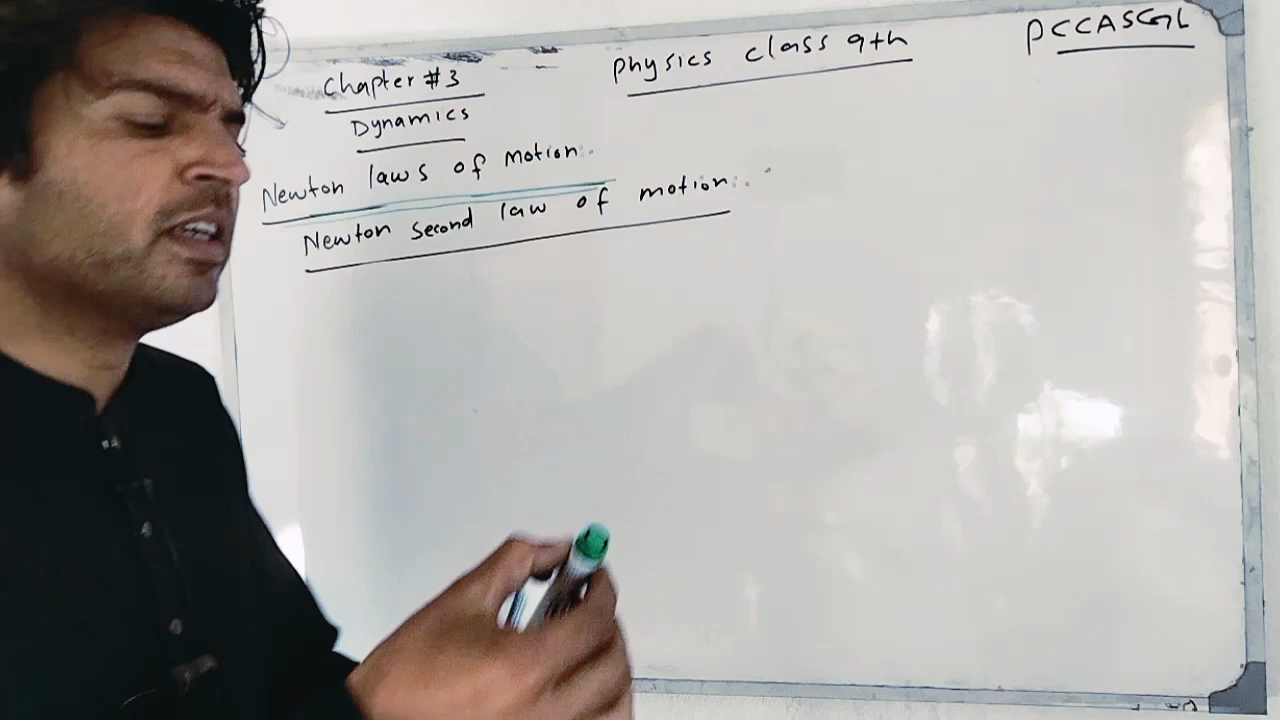 PCCASGL
Physics class 9th
Chapter #3
Dynamics
Newton laws of Motion:.
Newton Second law of motion:.